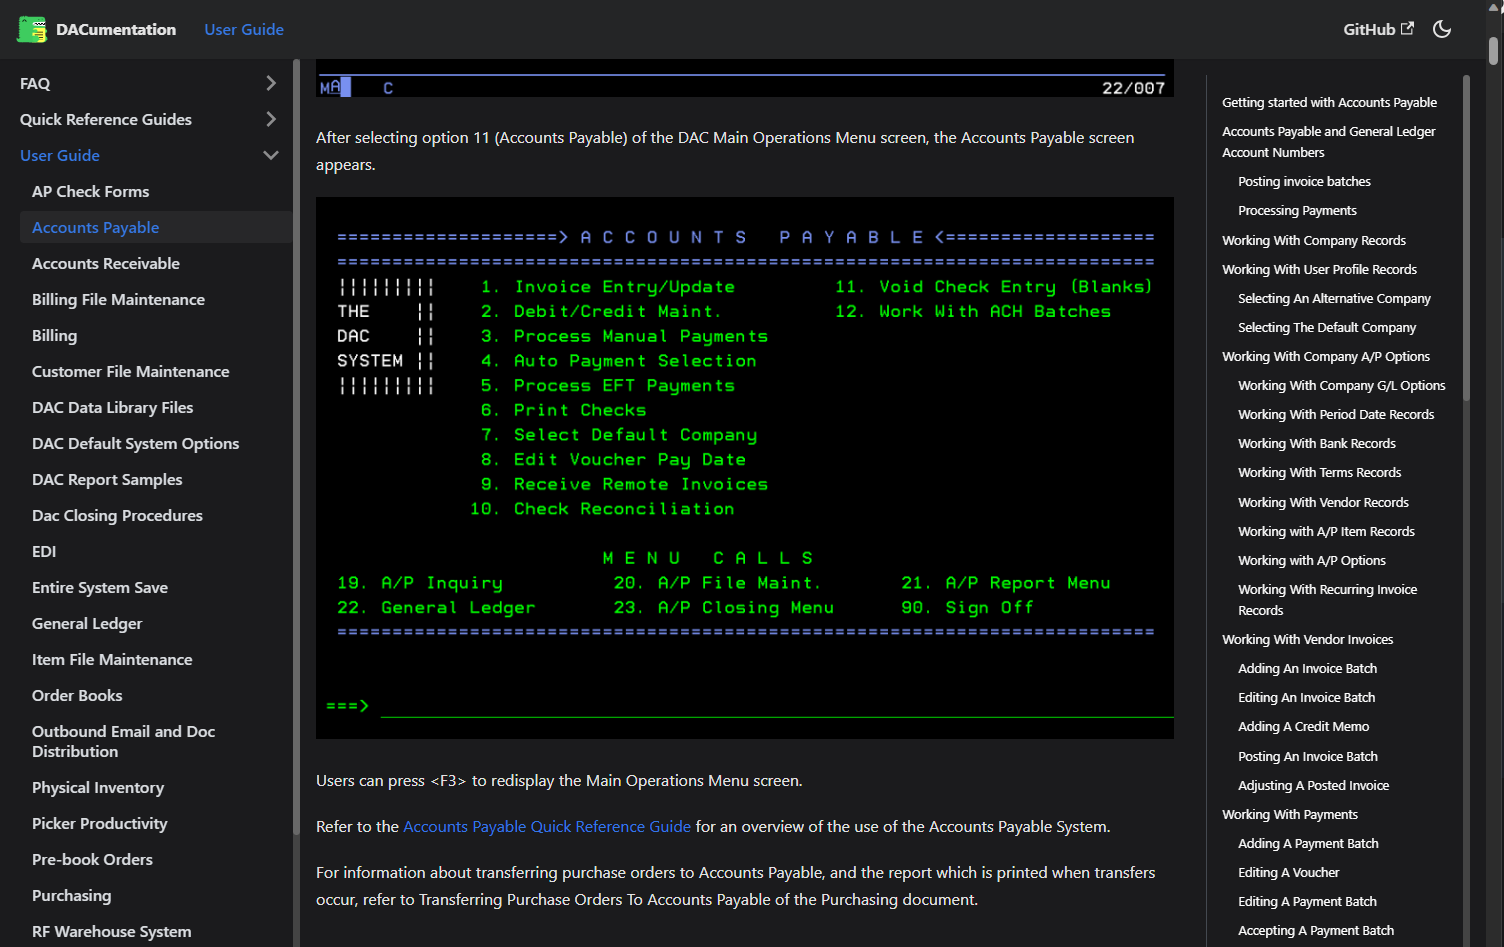 DACumentation
User Guide
GitHub
FAQ
Quick Reference Guides
User Guide
AP Check Forms
Accounts Payable
Accounts Receivable
Billing File Maintenance
Billing
Customer File Maintenance
DAC Data Library Files
DAC Default System Options
DAC Report Samples
Dac Closing Procedures
EDI
Entire System Save
General Ledger
Item File Maintenance
Order Books
Outbound Email and Doc
Distribution
Physical Inventory
Picker Productivity
Pre-book Orders
Purchasing
RF Warehouse System
MA C 22/007
After selecting option 11 (Accounts Payable) of the DAC Main Operations Menu screen, the Accounts Payable screen
appears.
====================> A C C O U N T S   P A Y A B L E <===================
==========================================================================
||||||||| 1. Invoice Entry/Update 11. Void Check Entry (Blanks)
THE || 2. Debit/Credit Maint. 12. Work With ACH Batches
DAC || 3. Process Manual Payments
SYSTEM || 4. Auto Payment Selection
||||||||| 5. Process EFT Payments
6. Print Checks
7. Select Default Company
8. Edit Voucher Pay Date
9. Receive Remote Invoices
10. Check Reconciliation
M E N U   C A L L S
19. A/P Inquiry 20. A/P File Maint. 21. A/P Report Menu
22. General Ledger 23. A/P Closing Menu 90. Sign Off
==========================================================================
===>
Users can press <F3> to redisplay the Main Operations Menu screen.
Refer to the Accounts Payable Quick Reference Guide for an overview of the use of the Accounts Payable System.
For information about transferring purchase orders to Accounts Payable, and the report which is printed when transfers
occur, refer to Transferring Purchase Orders To Accounts Payable of the Purchasing document.
Getting started with Accounts Payable
Accounts Payable and General Ledger
Account Numbers
Posting invoice batches
Processing Payments
Working With Company Records
Working With User Profile Records
Selecting An Alternative Company
Selecting The Default Company
Working With Company A/P Options
Working With Company G/L Options
Working With Period Date Records
Working With Bank Records
Working With Terms Records
Working With Vendor Records
Working with A/P Item Records
Working with A/P Options
Working With Recurring Invoice
Records
Working With Vendor Invoices
Adding An Invoice Batch
Editing An Invoice Batch
Adding A Credit Memo
Posting An Invoice Batch
Adjusting A Posted Invoice
Working With Payments
Adding A Payment Batch
Editing A Voucher
Editing A Payment Batch
Accepting A Payment Batch